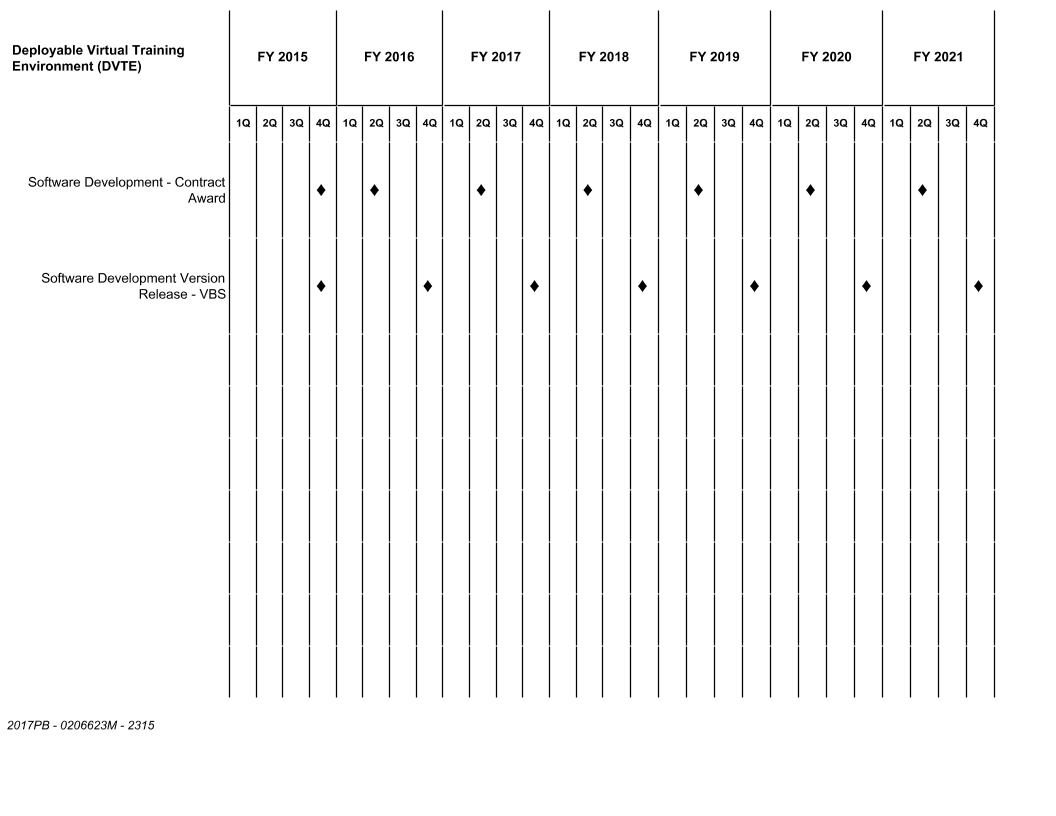 Deployable Virtual Training
Environment (DVTE)
FY 2015 FY 2016 FY 2017 FY 2018 FY 2019 FY 2020 FY 2021
1Q 2Q 3Q 4Q 1Q 2Q 3Q 4Q 1Q 2Q 3Q 4Q 1Q 2Q 3Q 4Q 1Q 2Q 3Q 4Q 1Q 2Q 3Q 4Q 1Q 2Q 3Q 4Q
Software Development - Contract
Award
Software Development Version
Release - VBS
2017PB - 0206623M - 2315